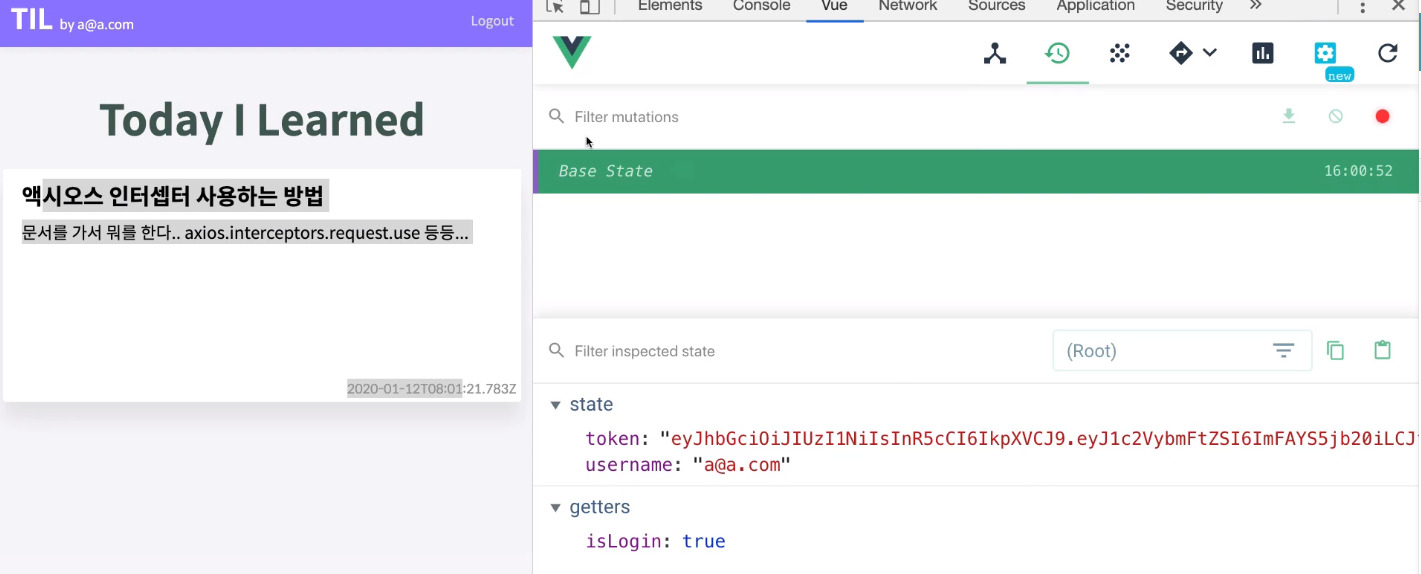 TIL by a@a.com
Logout
Today I Learned
액시오스 인터셉터 사용하는 방법
문서를 가서 뭐를 한다.. axios.interceptors.request.use 등등...
2020-01-12T08:01:21.783Z
Elements Console Vue Network Sources Application Security
new
Filter mutations
Base State 16:00:52
Filter inspected state
(Root)
state
token: "eyJhbGciOiJIUzI1NiIsInR5cCI6IkpXVCJ9.eyJ1c2VybmFtZSI6ImFAYS5jb20iLCJ
username: "a@a.com"
getters
isLogin: true